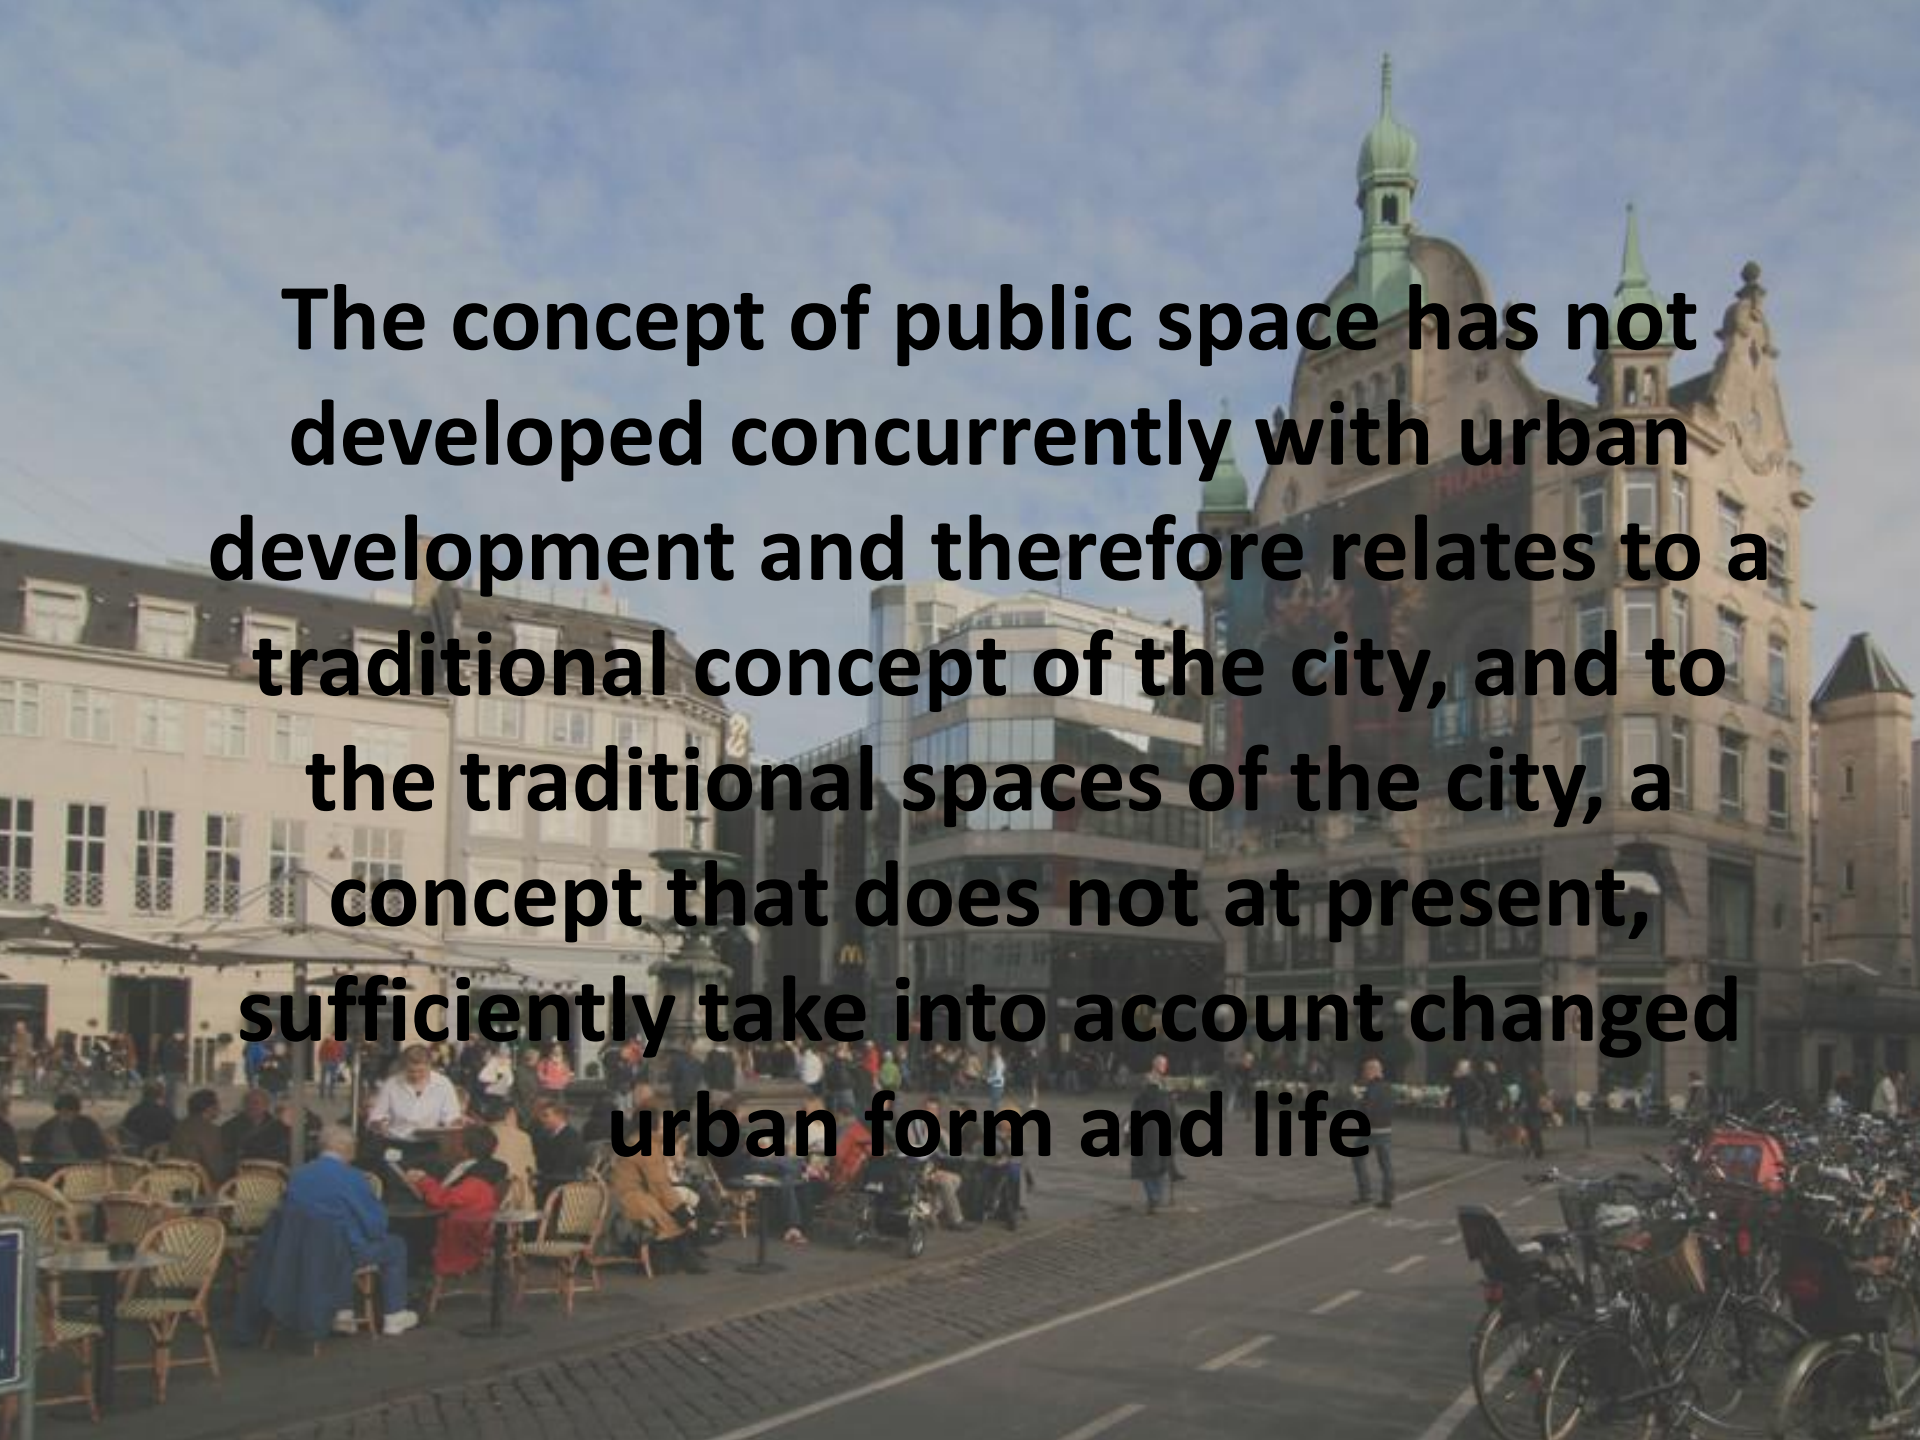 The concept of public space has not
developed concurrently with urban
development and therefore relates to a
traditional concept of the city, and to
the traditional spaces of the city, a
concept that does not at present,
sufficiently take into account changed
urban form and life